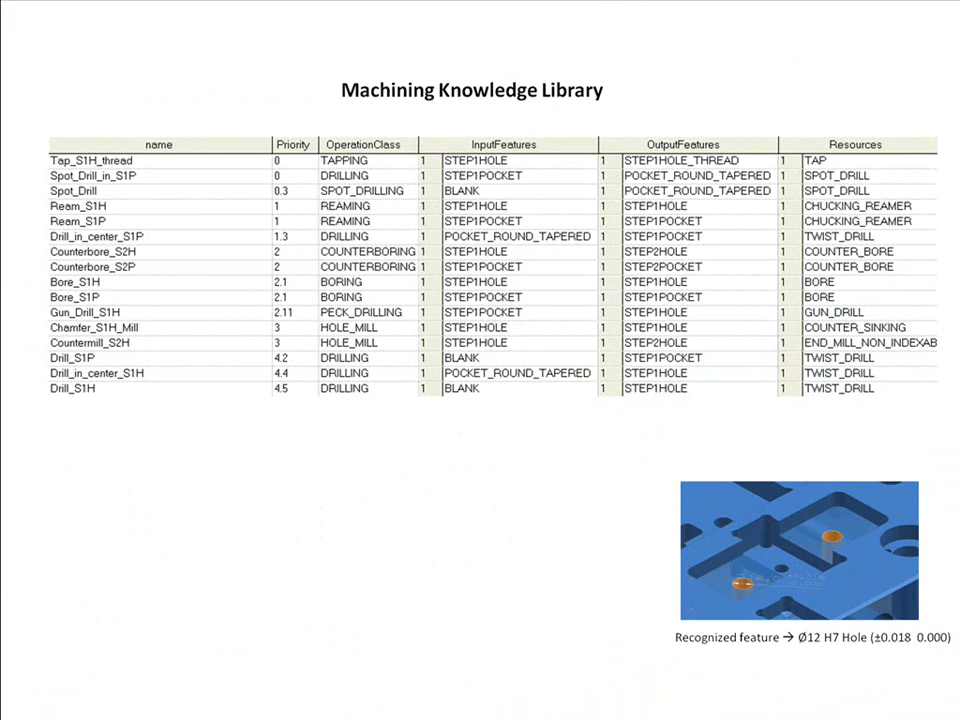 Machining Knowledge Library
name Priority OperationClass InputFeatures OutputFeatures Resources
Tap_S1H_thread 0 TAPPING 1 STEP1HOLE 1 STEP1HOLE_THREAD 1 TAP
Spot_Drill_in_S1P 0 DRILLING 1 STEP1POCKET 1 POCKET_ROUND_TAPERED 1 SPOT_DRILL
Spot_Drill 0.3 SPOT_DRILLING 1 BLANK 1 POCKET_ROUND_TAPERED 1 SPOT_DRILL
Ream_S1H 1 REAMING 1 STEP1HOLE 1 STEP1HOLE 1 CHUCKING_REAMER
Ream_S1P 1 REAMING 1 STEP1POCKET 1 STEP1POCKET 1 CHUCKING_REAMER
Drill_in_center_S1P 1.3 DRILLING 1 POCKET_ROUND_TAPERED 1 STEP1POCKET 1 TWIST_DRILL
Counterbore_S2H 2 COUNTERBORING 1 STEP1HOLE 1 STEP2HOLE 1 COUNTER_BORE
Counterbore_S2P 2 COUNTERBORING 1 STEP1POCKET 1 STEP2POCKET 1 COUNTER_BORE
Bore_S1H 2.1 BORING 1 STEP1HOLE 1 STEP1HOLE 1 BORE
Bore_S1P 2.1 BORING 1 STEP1POCKET 1 STEP1POCKET 1 BORE
Gun_Drill_S1H 2.11 PECK_DRILLING 1 STEP1POCKET 1 STEP1HOLE 1 GUN_DRILL
Chamfer_S1H_Mill 3 HOLE_MILL 1 STEP1HOLE 1 STEP1HOLE 1 COUNTER_SINKING
Countermill_S2H 3 HOLE_MILL 1 STEP1HOLE 1 STEP2HOLE 1 END_MILL_NON_INDEXAB
Drill_S1P 4.2 DRILLING 1 BLANK 1 STEP1POCKET 1 TWIST_DRILL
Drill_in_center_S1H 4.4 DRILLING 1 POCKET_ROUND_TAPERED 1 STEP1HOLE 1 TWIST_DRILL
Drill_S1H 4.5 DRILLING 1 BLANK 1 STEP1HOLE 1 TWIST_DRILL
Recognized feature → Ø12 H7 Hole (±0.018 0.000)